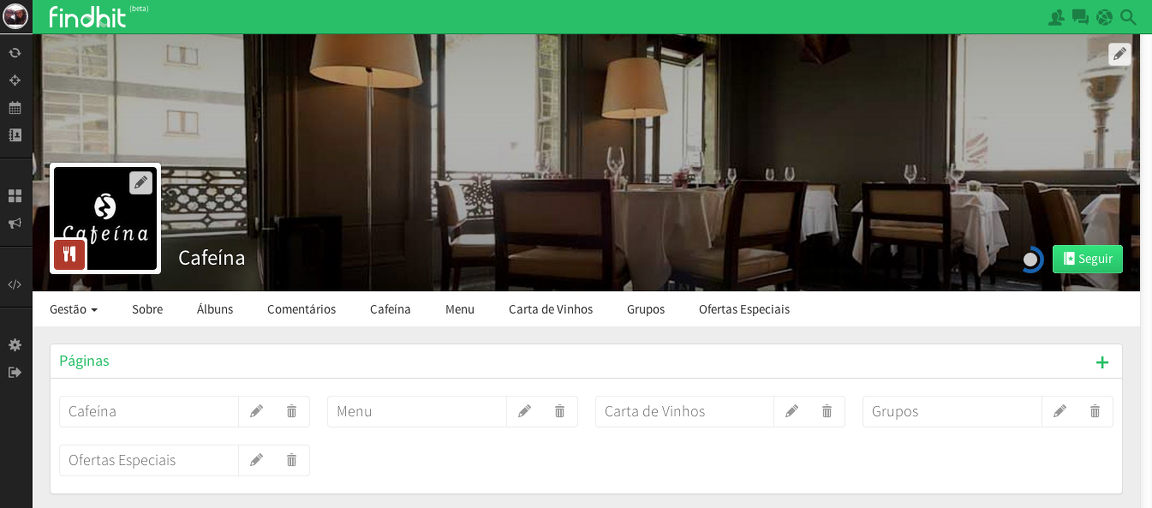 findhit (beta)
Cafeína
Cafeína
Seguir
Gestão Sobre Álbuns Comentários Cafeína Menu Carta de Vinhos Grupos Ofertas Especiais
Páginas
Cafeína Menu Carta de Vinhos Grupos
Ofertas Especiais